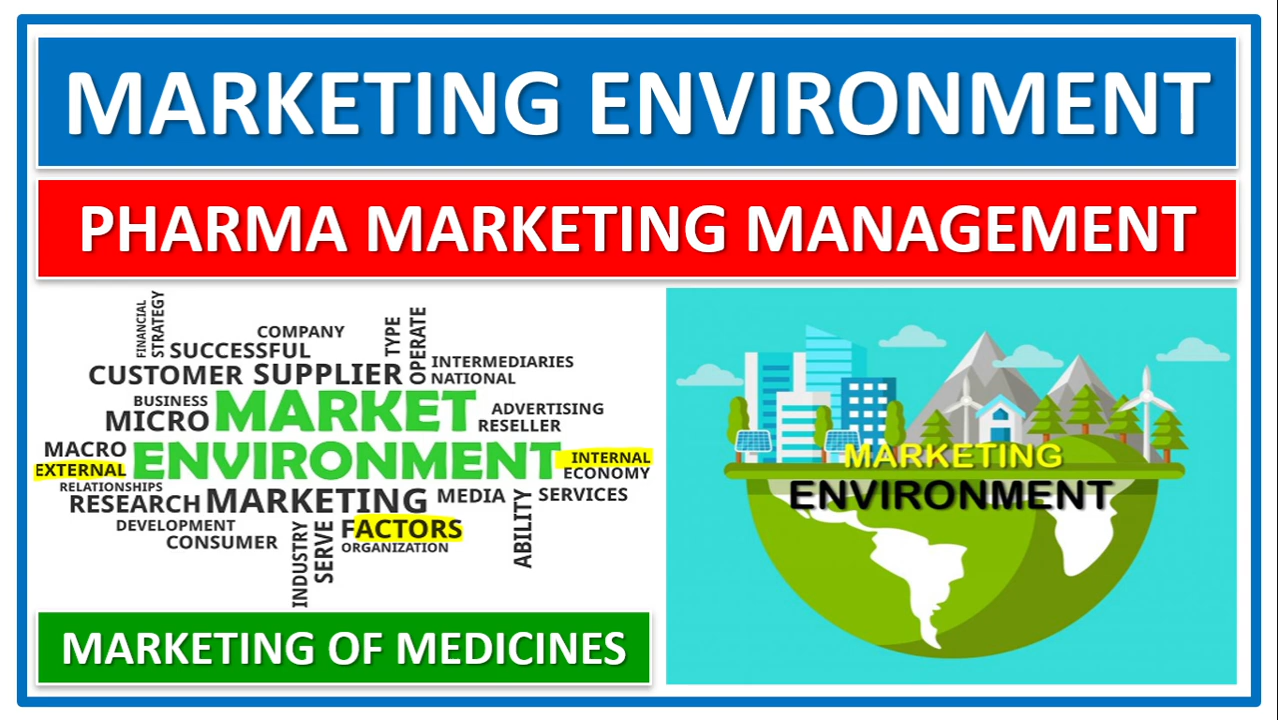 MARKETING ENVIRONMENT
PHARMA MARKETING MANAGEMENT
FINANCIAL
STRATEGY
COMPANY
SUCCESSFUL
TYPE
OPERATE
CUSTOMER SUPPLIER
INTERMEDIARIES
NATIONAL
BUSINESS
MICRO
MARKET
ADVERTISING
RESELLER
MACRO
EXTERNAL
ENVIRONMENT
INTERNAL
ECONOMY
RELATIONSHIPS
RESEARCH
MARKETING
MEDIA
ABILITY
SERVICES
DEVELOPMENT
CONSUMER
INDUSTRY
SERVE
FACTORS
ORGANIZATION
MARKETING
ENVIRONMENT
MARKETING OF MEDICINES